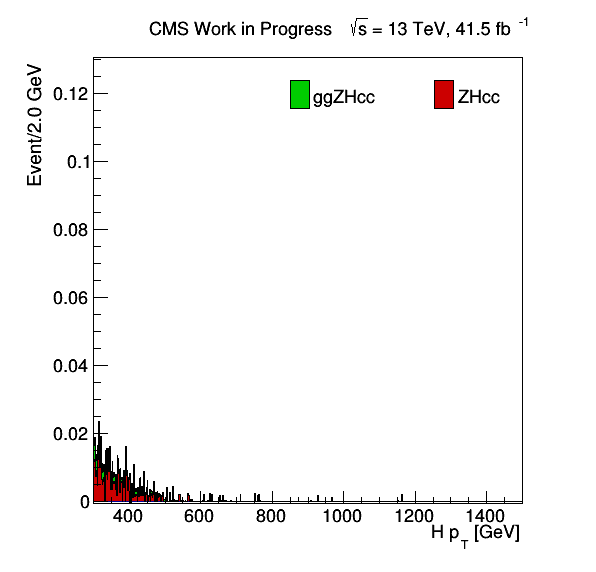 CMS Work in Progress √s = 13 TeV, 41.5 fb -1
Event/2.0 GeV
ggZHcc ZHcc
0.12
0.1
0.08
0.06
0.04
0.02
0
400 600 800 1000 1200 1400
H pT [GeV]